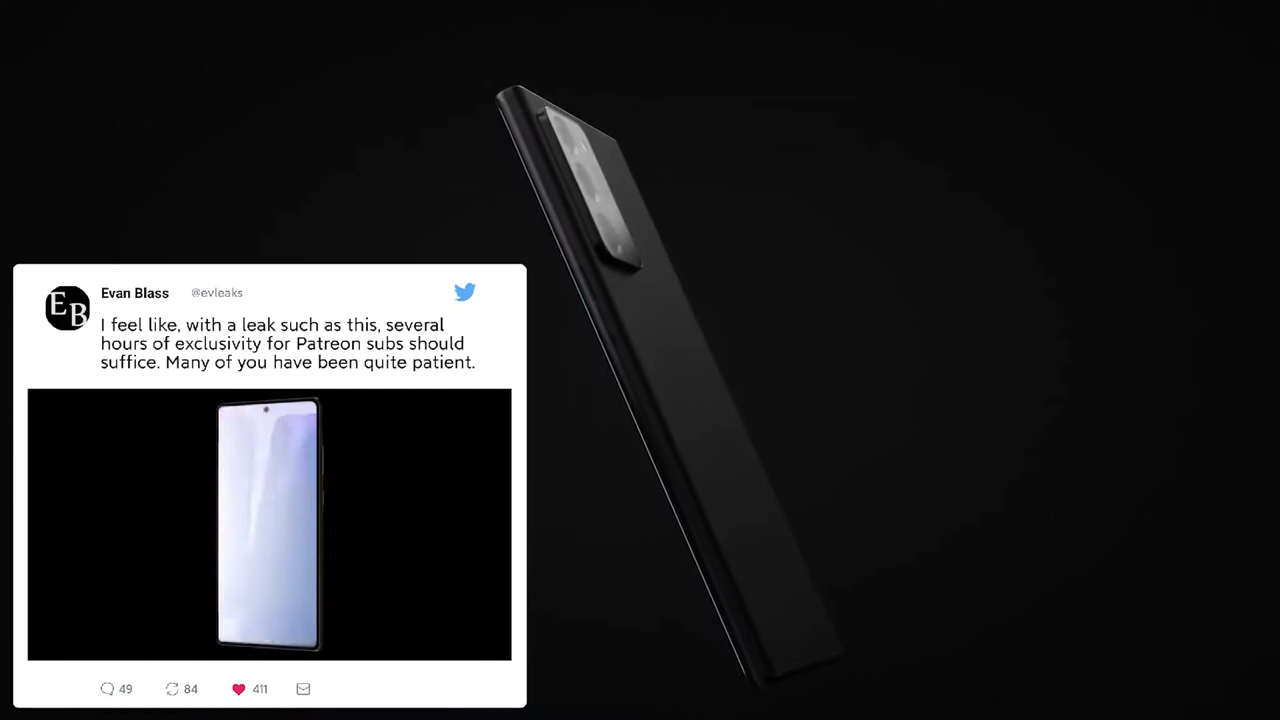 EB
Evan Blass @evleaks
I feel like, with a leak such as this, several
hours of exclusivity for Patreon subs should
suffice. Many of you have been quite patient.
49 84 411